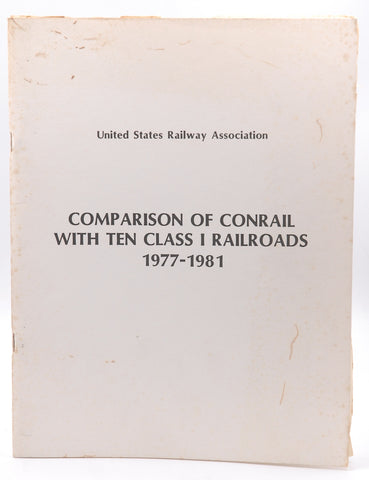 United States Railway Association
COMPARISON OF CONRAIL
WITH TEN CLASS I RAILROADS
1977-1981